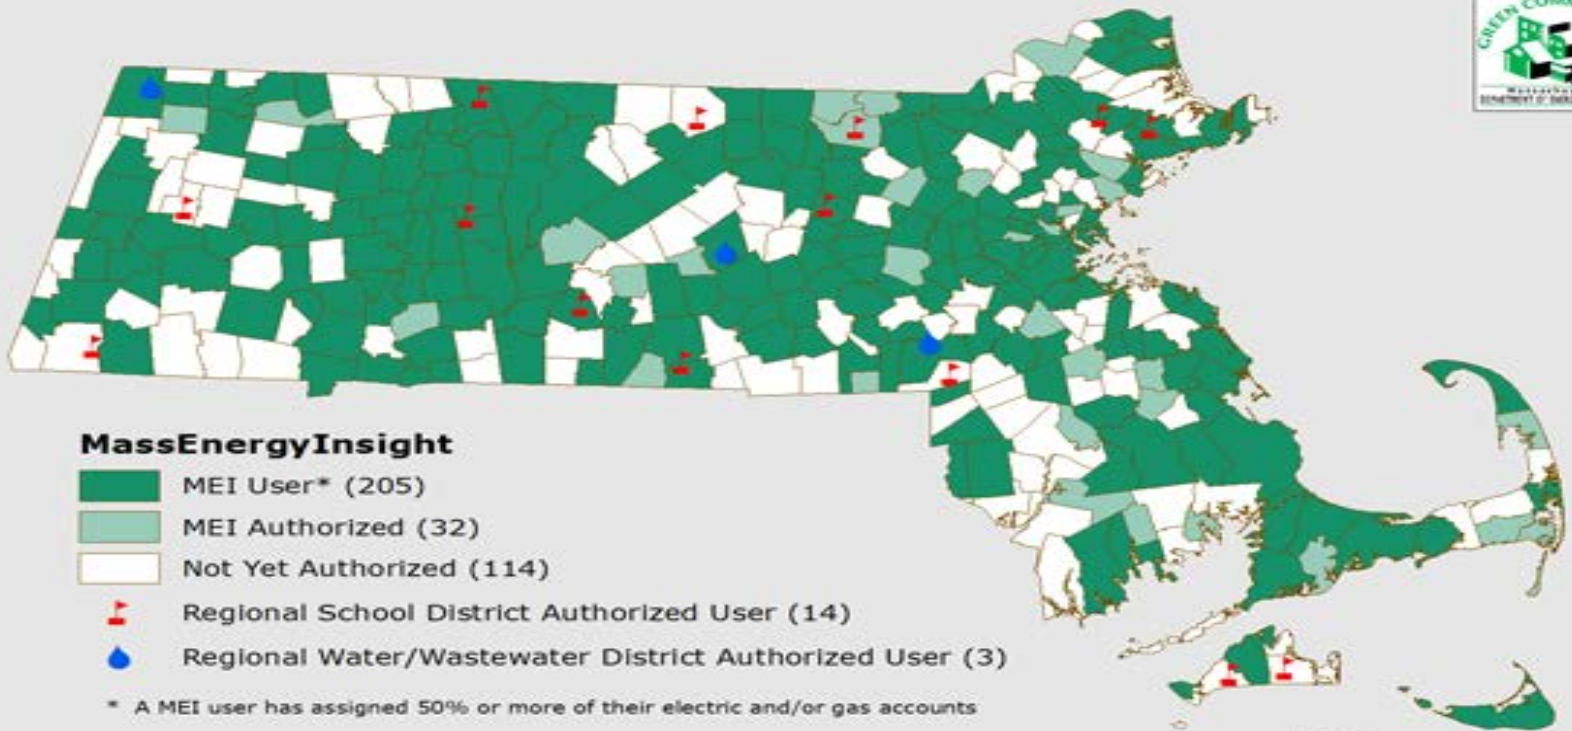 GREEN COM
MassEnergyInsight
MEI User* (205)
MEI Authorized (32)
Not Yet Authorized (114)
Regional School District Authorized User (14)
Regional Water/Wastewater District Authorized User (3)
* A MEI user has assigned 50% or more of their electric and/or gas accounts